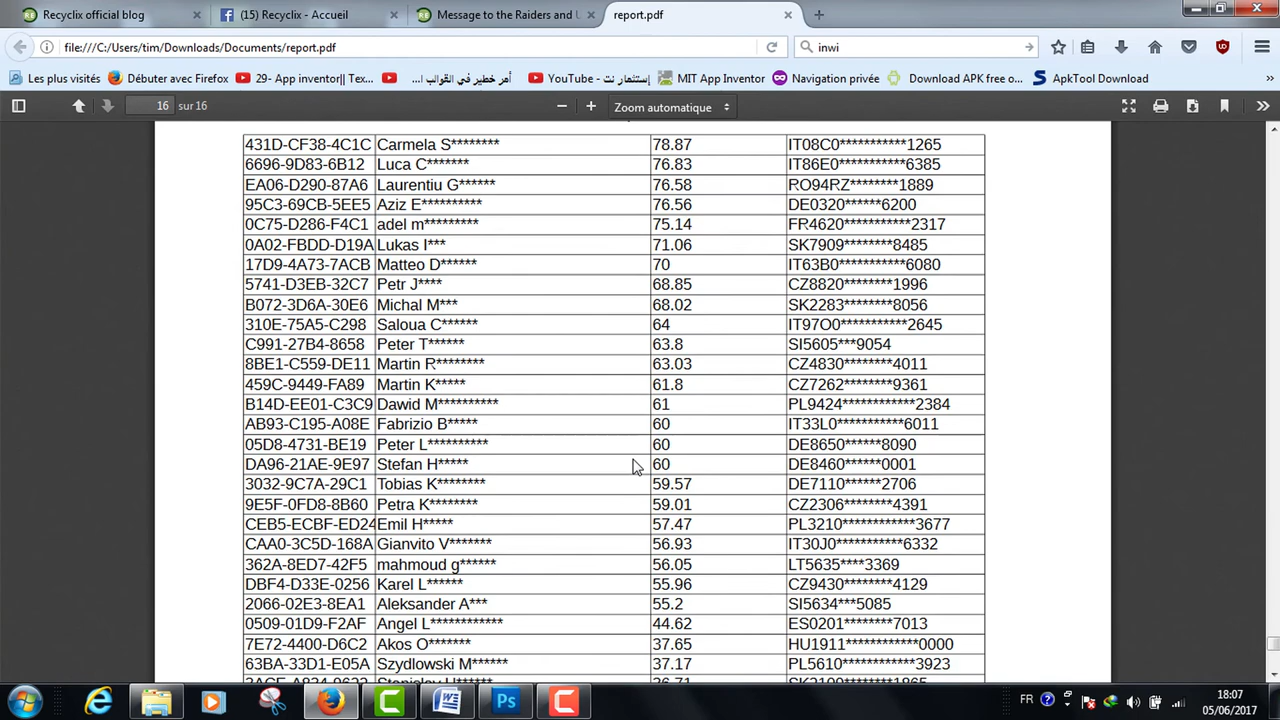 Recyclix official blog
(15) Recyclix - Accueil
Message to the Raiders and
report.pdf
file:///C:/Users/tim/Downloads/Documents/report.pdf
inwi
Les plus visités
Débuter avec Firefox
29- App inventor|| Tex...
أمر خطير في القوالب ا...
إستثمار نت - YouTube
MIT App Inventor
Navigation privée
Download APK free o...
ApkTool Download
16 sur 16
Zoom automatique
431D-CF38-4C1C Carmela S******** 78.87 IT08C0***********1265
6696-9D83-6B12 Luca C******* 76.83 IT86E0***********6385
EA06-D290-87A6 Laurentiu G****** 76.58 RO94RZ********1889
95C3-69CB-5EE5 Aziz E********** 76.56 DE0320******6200
0C75-D286-F4C1 adel m********* 75.14 FR4620***********2317
0A02-FBDD-D19A Lukas I*** 71.06 SK7909********8485
17D9-4A73-7ACB Matteo D****** 70 IT63B0***********6080
5741-D3EB-32C7 Petr J**** 68.85 CZ8820********1996
B072-3D6A-30E6 Michal M*** 68.02 SK2283********8056
310E-75A5-C298 Saloua C****** 64 IT97O0***********2645
C991-27B4-8658 Peter T****** 63.8 SI5605***9054
8BE1-C559-DE11 Martin R******** 63.03 CZ4830********4011
459C-9449-FA89 Martin K***** 61.8 CZ7262********9361
B14D-EE01-C3C9 Dawid M********** 61 PL9424************2384
AB93-C195-A08E Fabrizio B***** 60 IT33L0***********6011
05D8-4731-BE19 Peter L********** 60 DE8650******8090
DA96-21AE-9E97 Stefan H***** 60 DE8460******0001
3032-9C7A-29C1 Tobias K******** 59.57 DE7110******2706
9E5F-0FD8-8B60 Petra K******** 59.01 CZ2306********4391
CEB5-ECBF-ED24 Emil H***** 57.47 PL3210************3677
CAA0-3C5D-168A Gianvito V******* 56.93 IT30J0***********6332
362A-8ED7-42F5 mahmoud g****** 56.05 LT5635****3369
DBF4-D33E-0256 Karel L****** 55.96 CZ9430********4129
2066-02E3-8EA1 Aleksander A*** 55.2 SI5634***5085
0509-01D9-F2AF Angel L************ 44.62 ES0201********7013
7E72-4400-D6C2 Akos O******* 37.65 HU1911************0000
63BA-33D1-E05A Szydlowski M****** 37.17 PL5610************3923
FR
18:07
05/06/2017